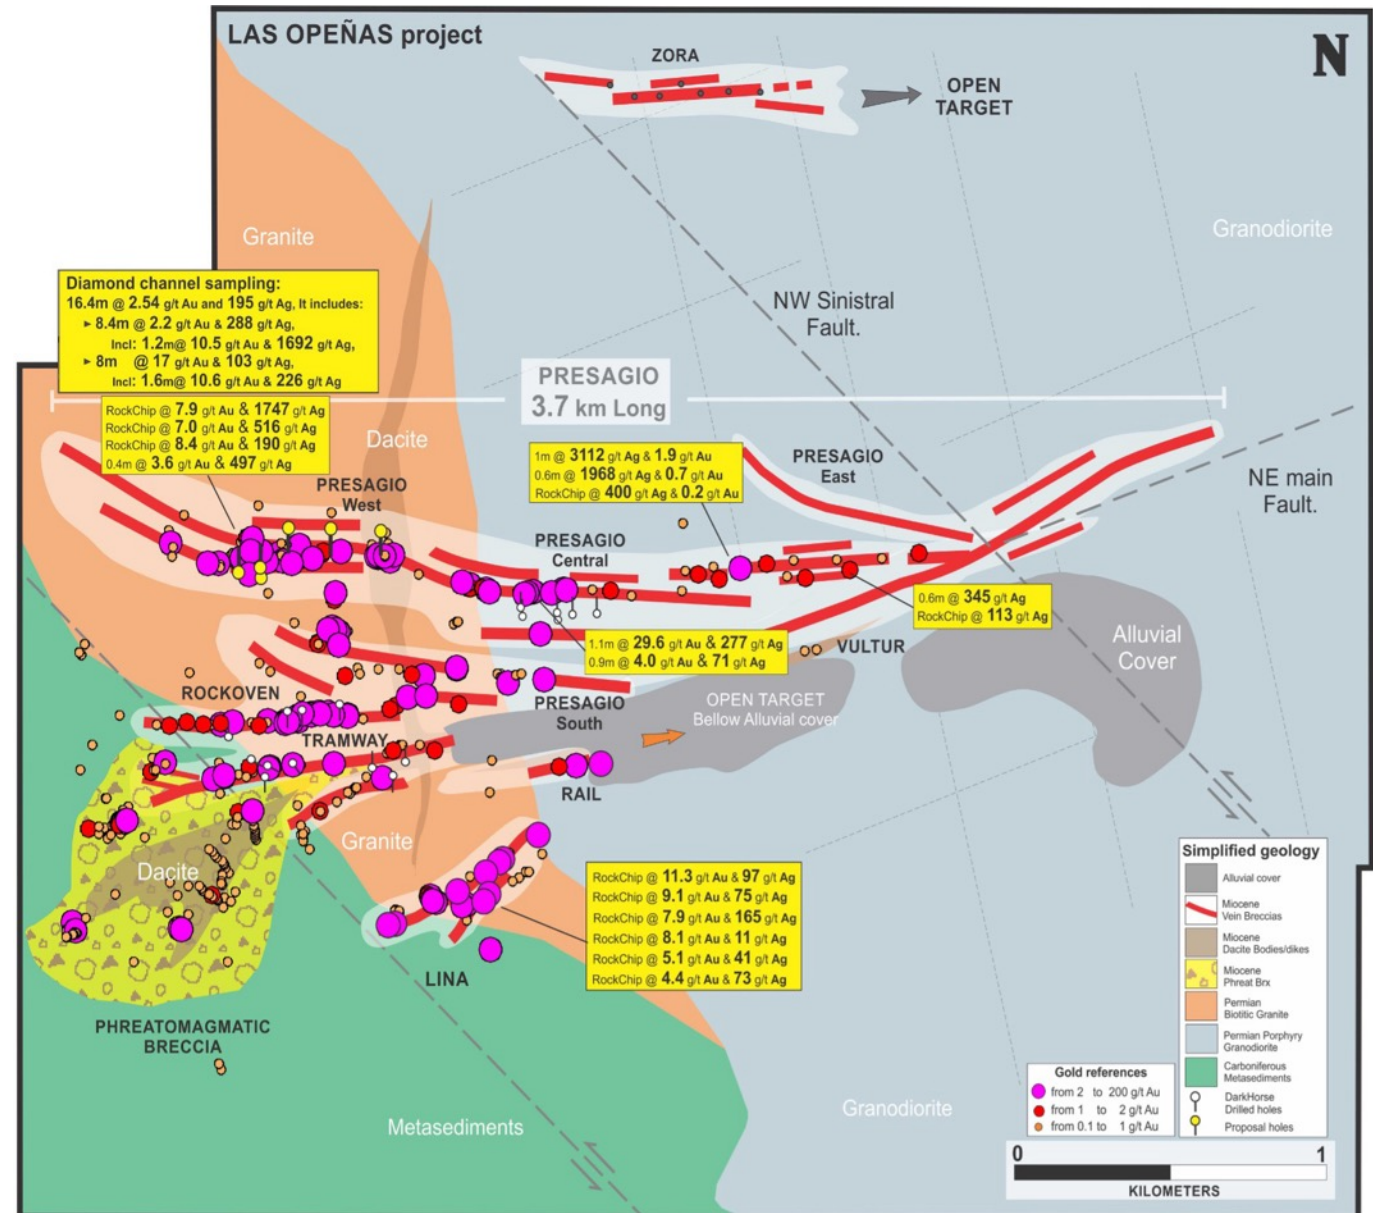 LAS OPEÑAS project
N
ZORA
OPEN
TARGET
Granite
Granodiorite
Diamond channel sampling:
16.4m @ 2.54 g/t Au and 195 g/t Ag, It includes:
► 8.4m @ 2.2 g/t Au & 288 g/t Ag,
Incl: 1.2m@ 10.5 g/t Au & 1692 g/t Ag,
► 8m @ 17 g/t Au & 103 g/t Ag,
Incl: 1.6m@ 10.6 g/t Au & 226 g/t Ag
NW Sinistral
Fault.
PRESAGIO
3.7 km Long
RockChip @ 7.9 g/t Au & 1747 g/t Ag
RockChip @ 7.0 g/t Au & 516 g/t Ag
RockChip @ 8.4 g/t Au & 190 g/t Ag
0.4m @ 3.6 g/t Au & 497 g/t Ag
Dacite
1m @ 3112 g/t Ag & 1.9 g/t Au
0.6m @ 1968 g/t Ag & 0.7 g/t Au
RockChip @ 400 g/t Ag & 0.2 g/t Au
PRESAGIO
East
NE main
Fault.
PRESAGIO
West
PRESAGIO
Central
0.6m @ 345 g/t Ag
RockChip @ 113 g/t Ag
1.1m @ 29.6 g/t Au & 277 g/t Ag
0.9m @ 4.0 g/t Au & 71 g/t Ag
VULTUR
Alluvial
Cover
ROCKOVEN
PRESAGIO
South
OPEN TARGET
Bellow Alluvial cover
TRAMWAY
RAIL
Granite
Dacite
RockChip @ 11.3 g/t Au & 97 g/t Ag
RockChip @ 9.1 g/t Au & 75 g/t Ag
RockChip @ 7.9 g/t Au & 165 g/t Ag
RockChip @ 8.1 g/t Au & 11 g/t Ag
RockChip @ 5.1 g/t Au & 41 g/t Ag
RockChip @ 4.4 g/t Au & 73 g/t Ag
LINA
PHREATOMAGMATIC
BRECCIA
Metasediments
Granodiorite
Simplified geology
Alluvial cover
Miocene
Vein Breccias
Miocene
Dacite Bodies/dikes
Miocene
Phreat Brx
Permian
Biotitic Granite
Permian Porphyry
Granodiorite
Carboniferous
Metasediments
DarkHorse
Drilled holes
Proposal holes
Gold references
from 2 to 200 g/t Au
from 1 to 2 g/t Au
from 0.1 to 1 g/t Au
0 1
KILOMETERS